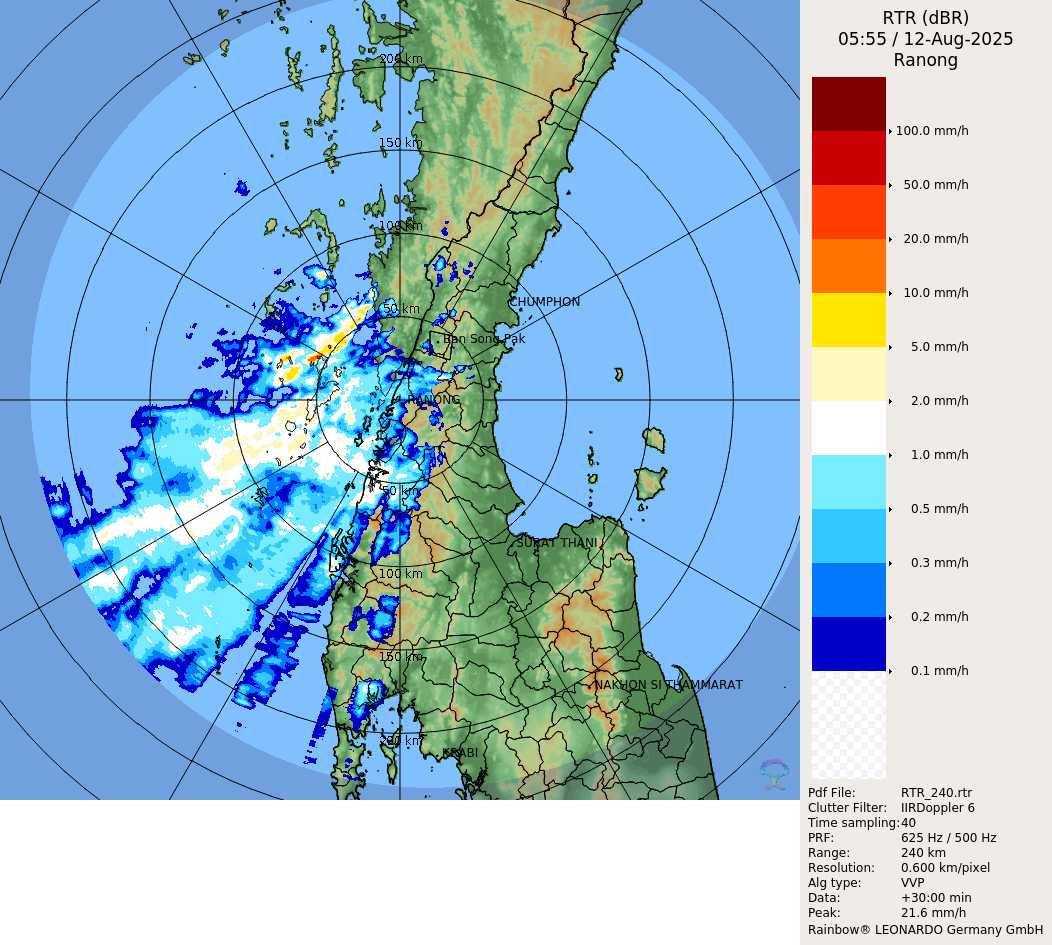 RTR (dBR)
05:55 / 12-Aug-2025
Ranong
200 km
150 km
100 km
50 km
CHUMPHON
Ban Song Pak
RANONG
50 km
SURAT THANI
100 km
150 km
NAKHON SI THAMMARAT
200 km
KRABI
100.0 mm/h
50.0 mm/h
20.0 mm/h
10.0 mm/h
5.0 mm/h
2.0 mm/h
1.0 mm/h
0.5 mm/h
0.3 mm/h
0.2 mm/h
0.1 mm/h
Pdf File: RTR_240.rtr
Clutter Filter: IIRDoppler 6
Time sampling: 40
PRF: 625 Hz / 500 Hz
Range: 240 km
Resolution: 0.600 km/pixel
Alg type: VVP
Data: +30:00 min
Peak: 21.6 mm/h
Rainbow® LEONARDO Germany GmbH